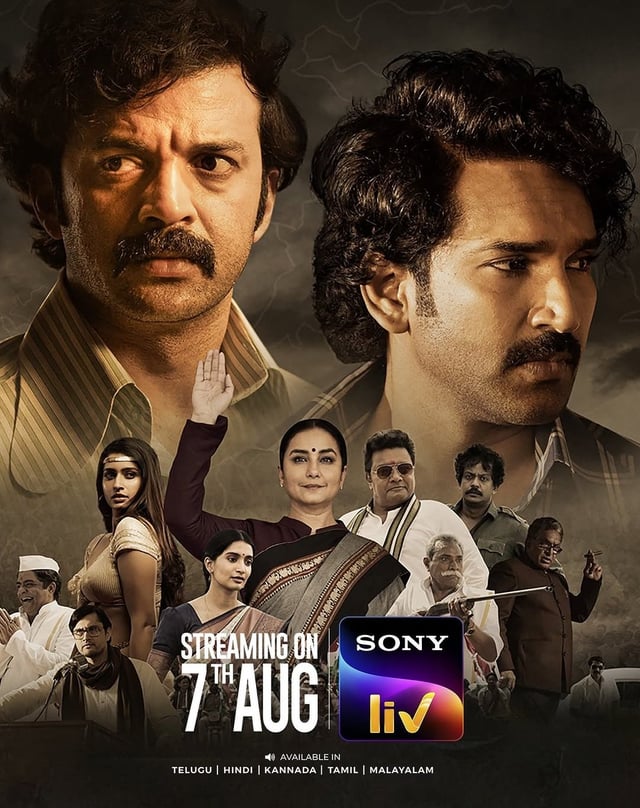 STREAMING ON
7TH AUG
SONY
liv
AVAILABLE IN
TELUGU | HINDI | KANNADA | TAMIL | MALAYALAM